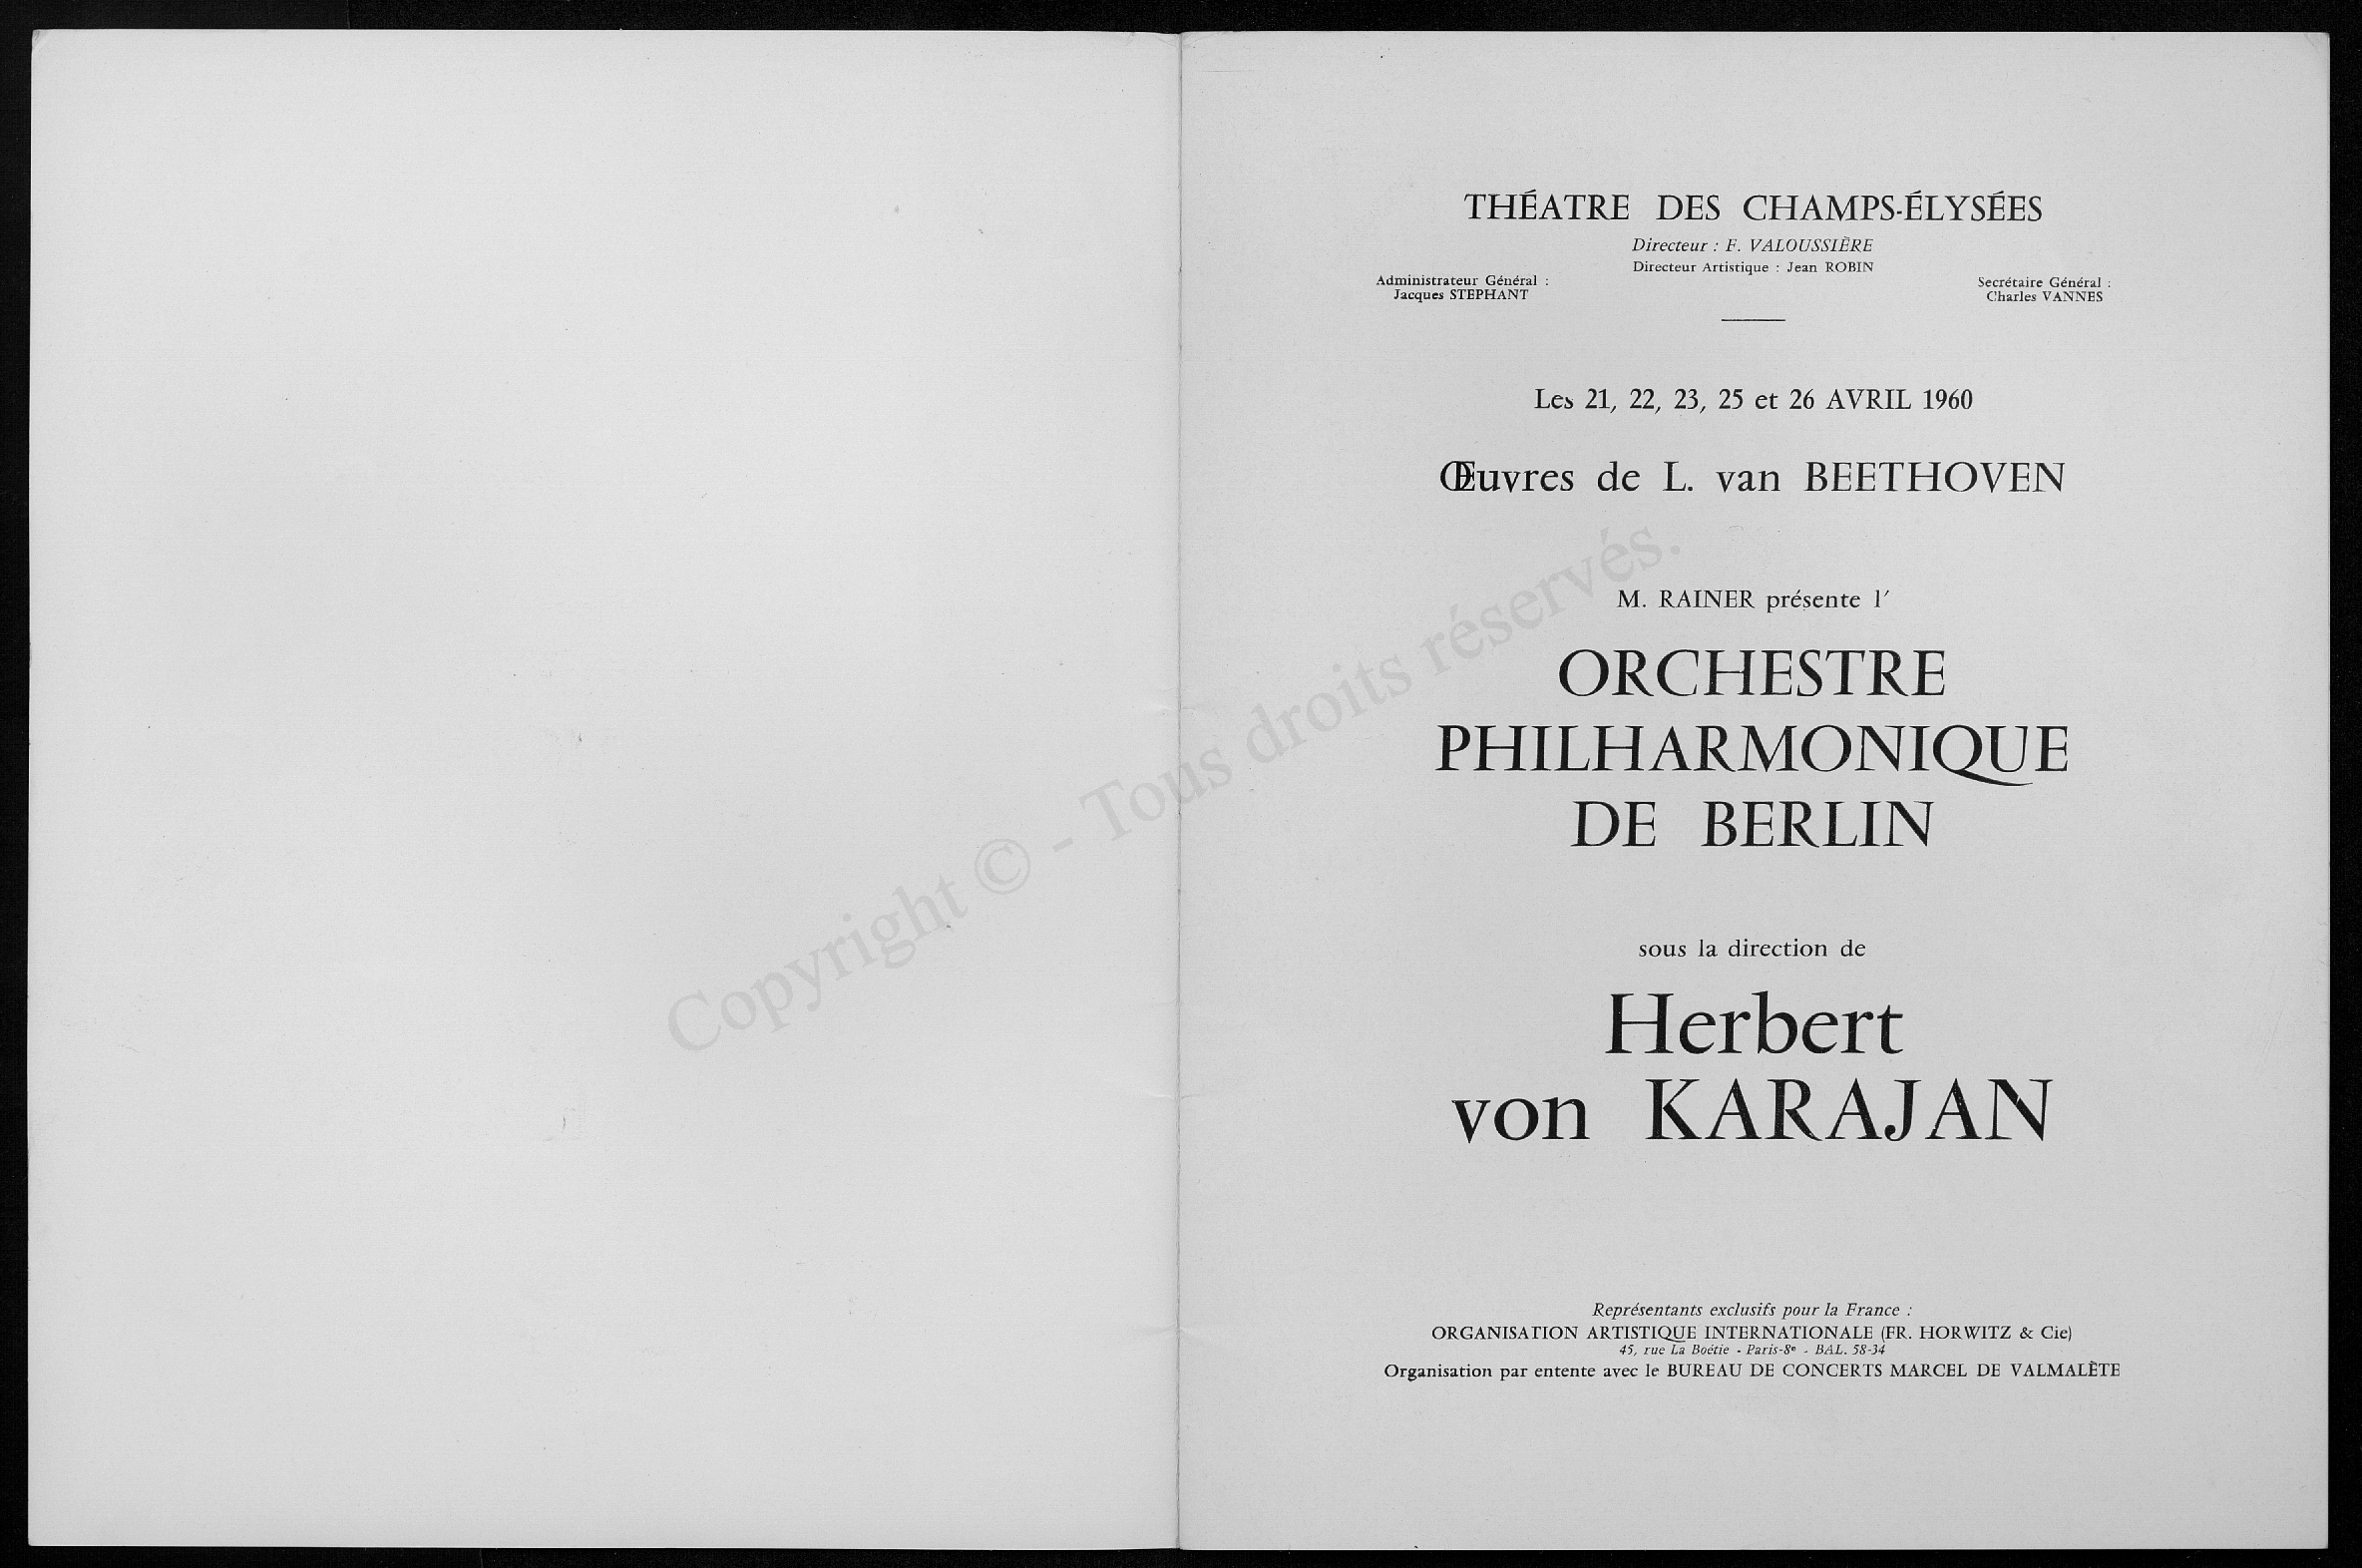 THÉATRE DES CHAMPS-ÉLYSÉES
Directeur : F. VALOUSSIÈRE
Directeur Artistique : Jean ROBIN
Administrateur Général :
Jacques STEPHANT
Secrétaire Général :
Charles VANNES
Les 21, 22, 23, 25 et 26 AVRIL 1960
Œuvres de L. van BEETHOVEN
M. RAINER présente l'
ORCHESTRE
PHILHARMONIQUE
DE BERLIN
sous la direction de
Herbert
von KARAJAN
Représentants exclusifs pour la France :
ORGANISATION ARTISTIQUE INTERNATIONALE (FR. HORWITZ & Cie)
45, rue La Boétie - Paris-8e - BAL. 58-34
Organisation par entente avec le BUREAU DE CONCERTS MARCEL DE VALMALÈTE
Copyright © - Tous droits réservés.